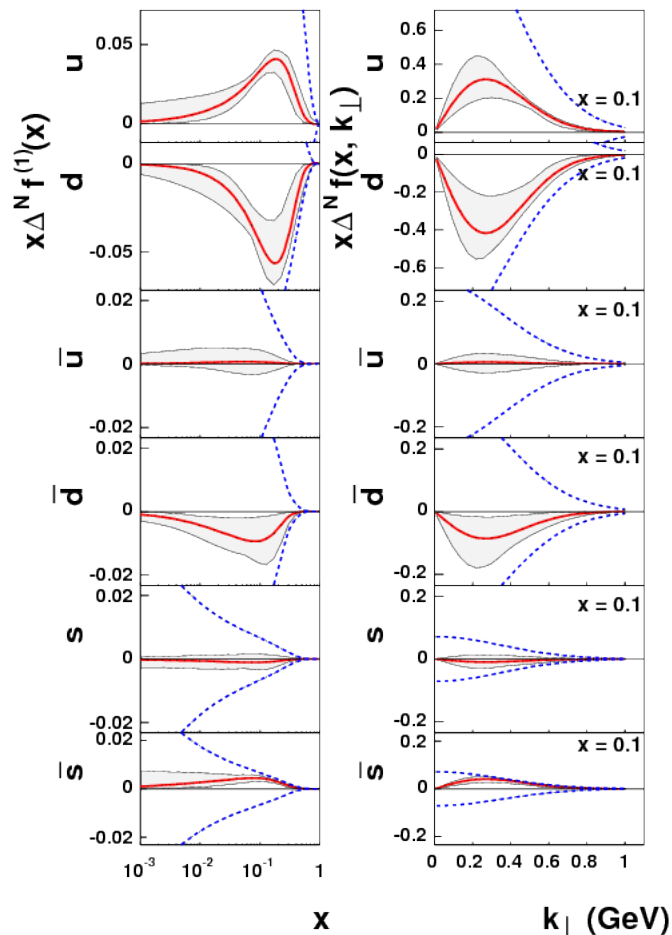 x Δ^N f^(1)(x)
x Δ^N f(x, k⊥)
u
0.05
0
u
0.6
0.4
0.2
0
x = 0.1
d
0
-0.05
d
0
-0.2
-0.4
-0.6
x = 0.1
ū
0.02
0
-0.02
ū
0.2
0
-0.2
x = 0.1
d̄
0.02
0
-0.02
d̄
0.2
0
-0.2
x = 0.1
s
0.02
0
-0.02
s
0.2
0
-0.2
x = 0.1
s̄
0.02
0
-0.02
s̄
0.2
0
-0.2
x = 0.1
10^-3 10^-2 10^-1 1
0 0.2 0.4 0.6 0.8 1
x
k⊥ (GeV)